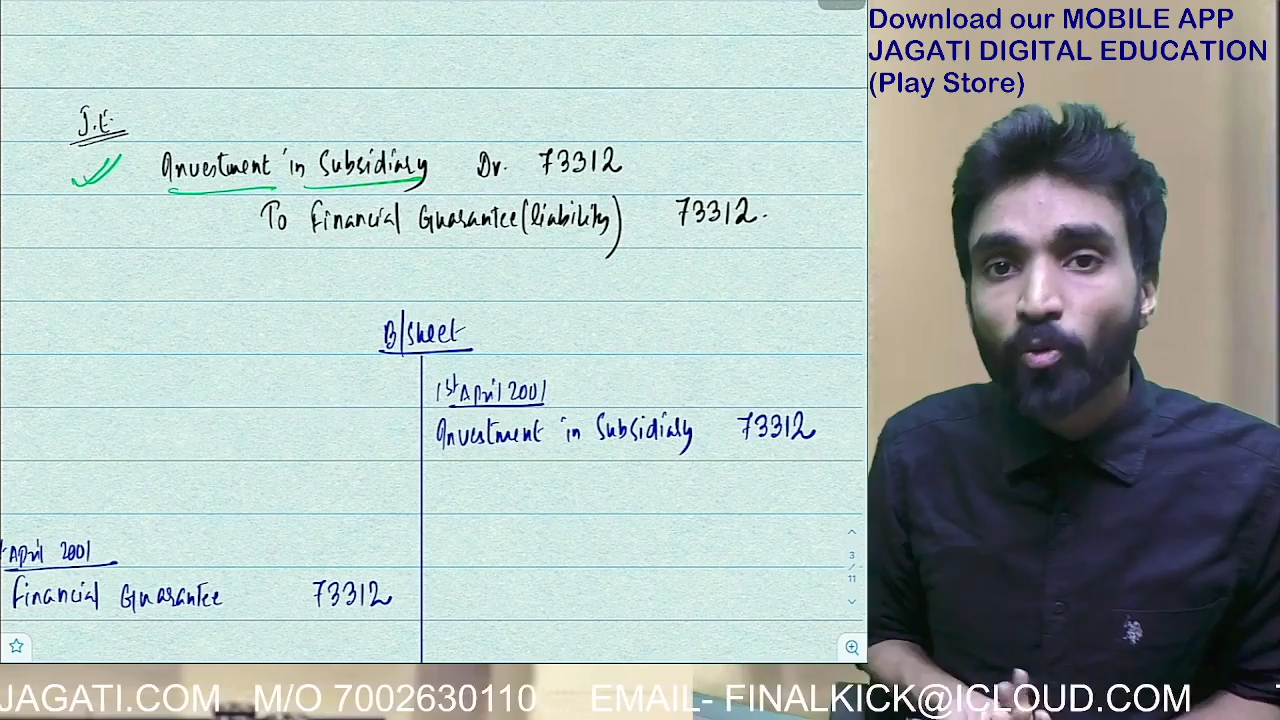 Download our MOBILE APP
JAGATI DIGITAL EDUCATION
(Play Store)
J.E
Investment in Subsidiary Dr. 73312
To Financial Guarantee (liability) 73312.
B/Sheet
1st April 2001
Investment in Subsidiary 73312
April 2001
Financial Guarantee 73312
3
/
11
JAGATI.COM M/O 7002630110 EMAIL- FINALKICK@ICLOUD.COM